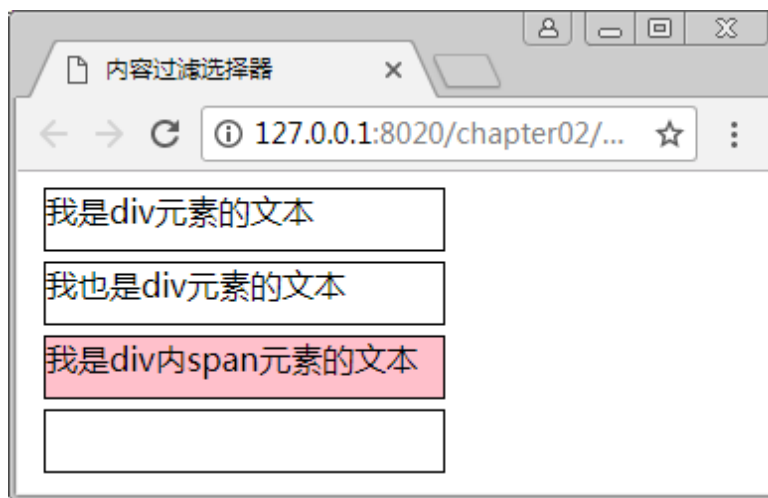 内容过滤选择器
127.0.0.1:8020/chapter02/...
我是div元素的文本
我也是div元素的文本
我是div内span元素的文本